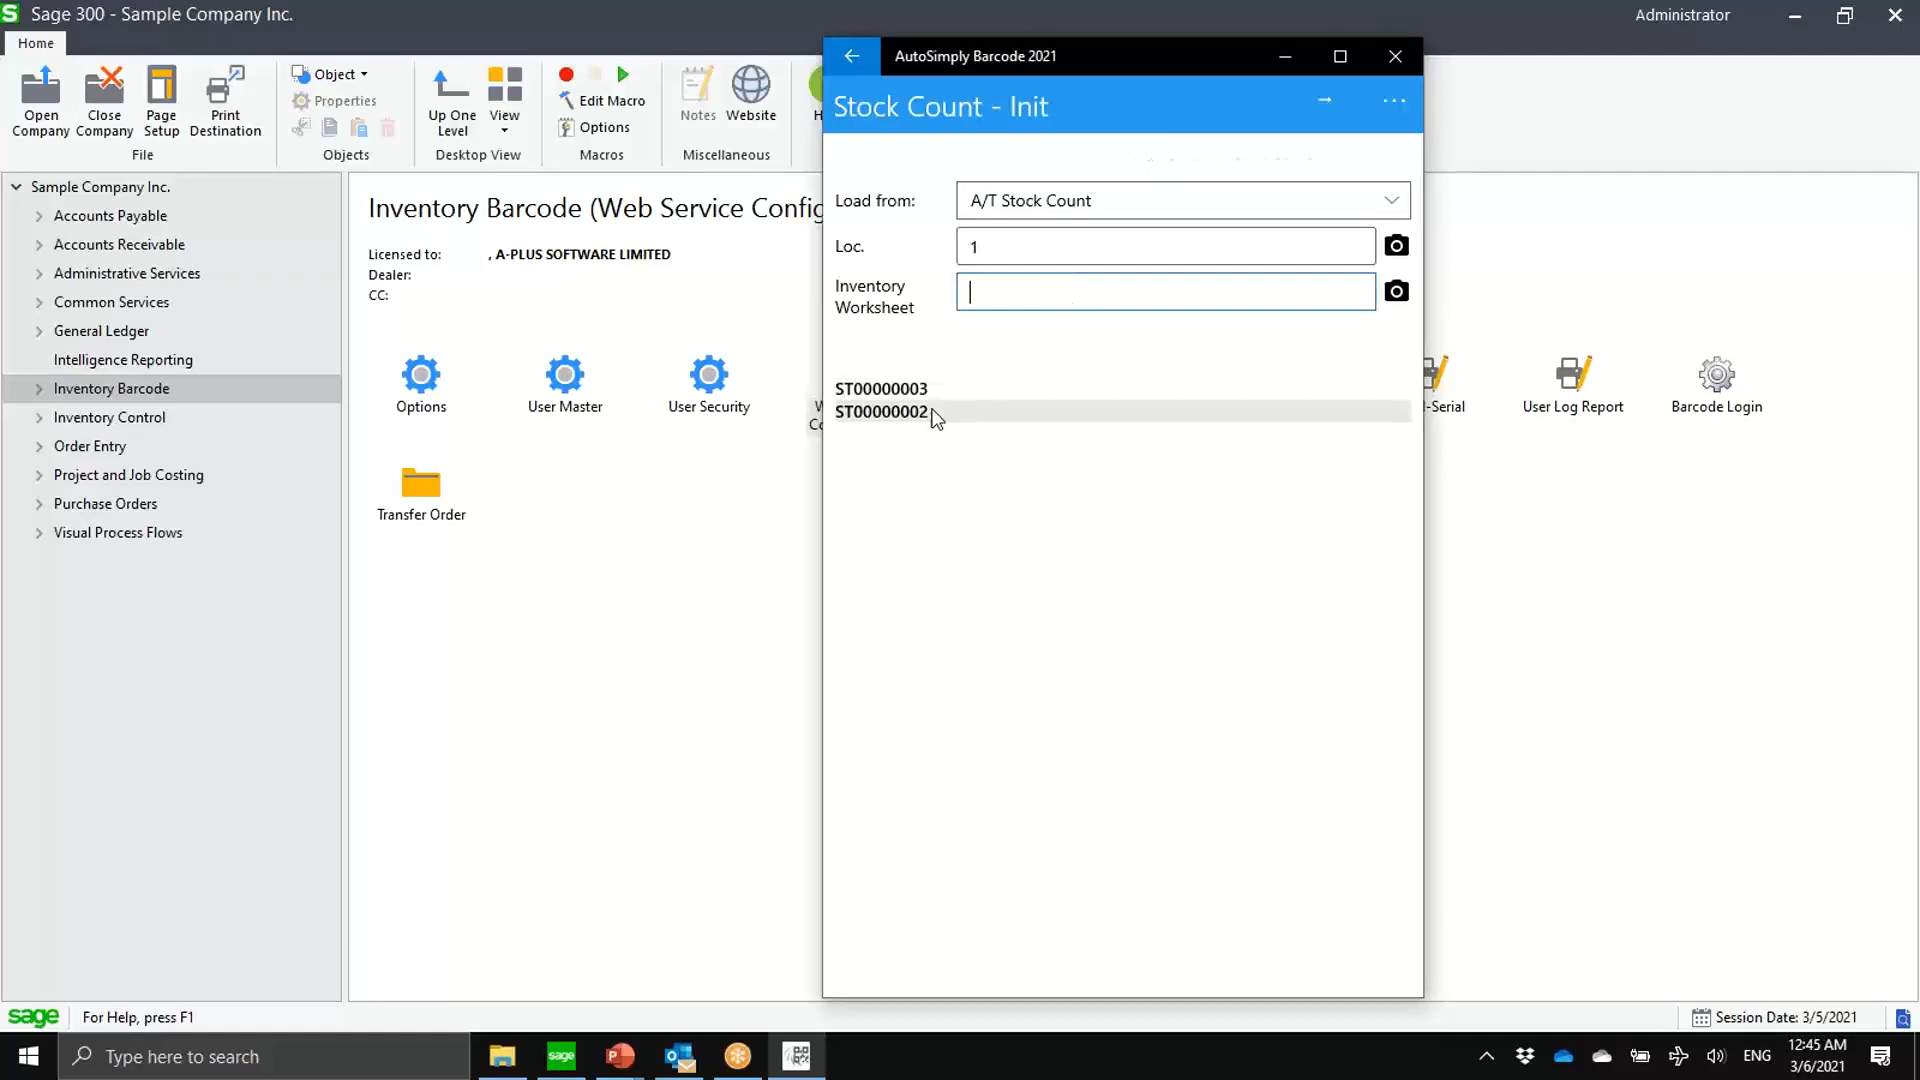 Sage 300 - Sample Company Inc.
Administrator
Home
Open Company
Close Company
Page Setup
Print Destination
File
Object
Properties
Objects
Up One Level
View
Desktop View
Edit Macro
Options
Macros
Notes
Website
Miscellaneous
H
Sample Company Inc.
Accounts Payable
Accounts Receivable
Administrative Services
Common Services
General Ledger
Intelligence Reporting
Inventory Barcode
Inventory Control
Order Entry
Project and Job Costing
Purchase Orders
Visual Process Flows
Inventory Barcode (Web Service Config
Licensed to: , A-PLUS SOFTWARE LIMITED
Dealer:
CC:
Options
User Master
User Security
W
Co
-Serial
User Log Report
Barcode Login
Transfer Order
AutoSimply Barcode 2021
Stock Count - Init
Load from: A/T Stock Count
Loc. 1
Inventory
Worksheet
ST00000003
ST00000002
sage For Help, press F1
Session Date: 3/5/2021
Type here to search
sage
ENG
12:45 AM
3/6/2021